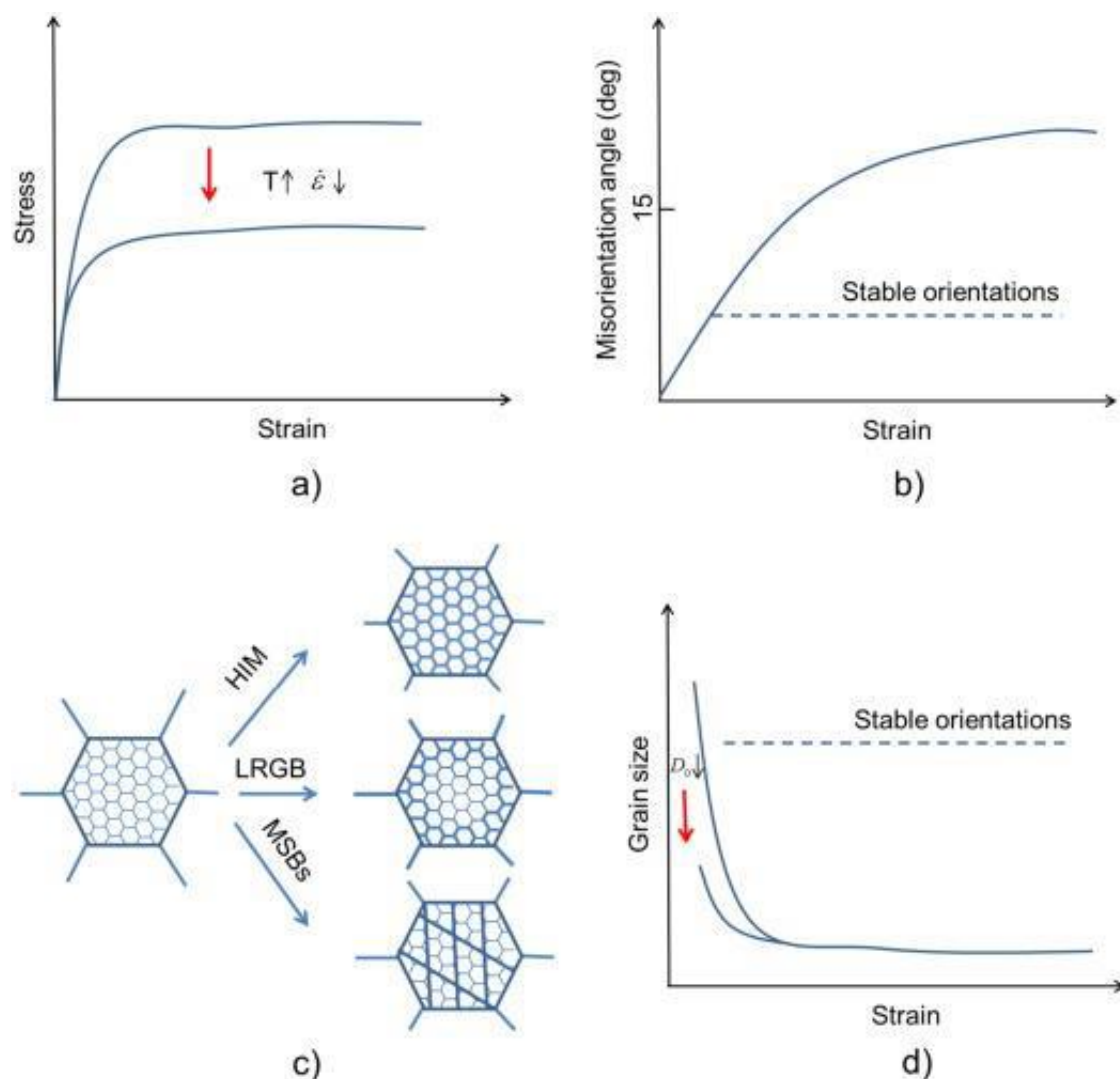 Stress
T↑ ε̇↓
Strain
a)
Misorientation angle (deg)
15
Stable orientations
Strain
b)
HIM
LRGB
MSBs
c)
Grain size
D₀↓
Stable orientations
Strain
d)